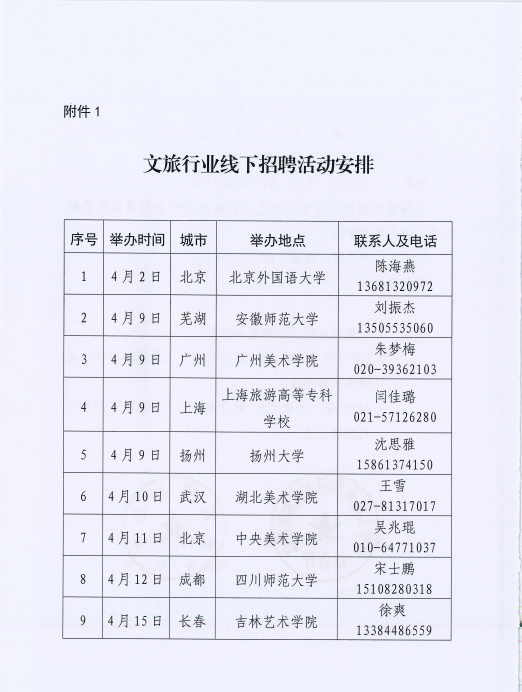 附件1
文旅行业线下招聘活动安排
序号 举办时间 城市 举办地点 联系人及电话
1 4月2日 北京 北京外国语大学 陈海燕
13681320972
2 4月9日 芜湖 安徽师范大学 刘振杰
13505535060
3 4月9日 广州 广州美术学院 朱梦梅
020-39362103
4 4月9日 上海 上海旅游高等专科
学校 闫佳璐
021-57126280
5 4月9日 扬州 扬州大学 沈思雅
15861374150
6 4月10日 武汉 湖北美术学院 王雪
027-81317017
7 4月11日 北京 中央美术学院 吴兆琨
010-64771037
8 4月12日 成都 四川师范大学 宋士鹏
15108280318
9 4月15日 长春 吉林艺术学院 徐爽
13384486559